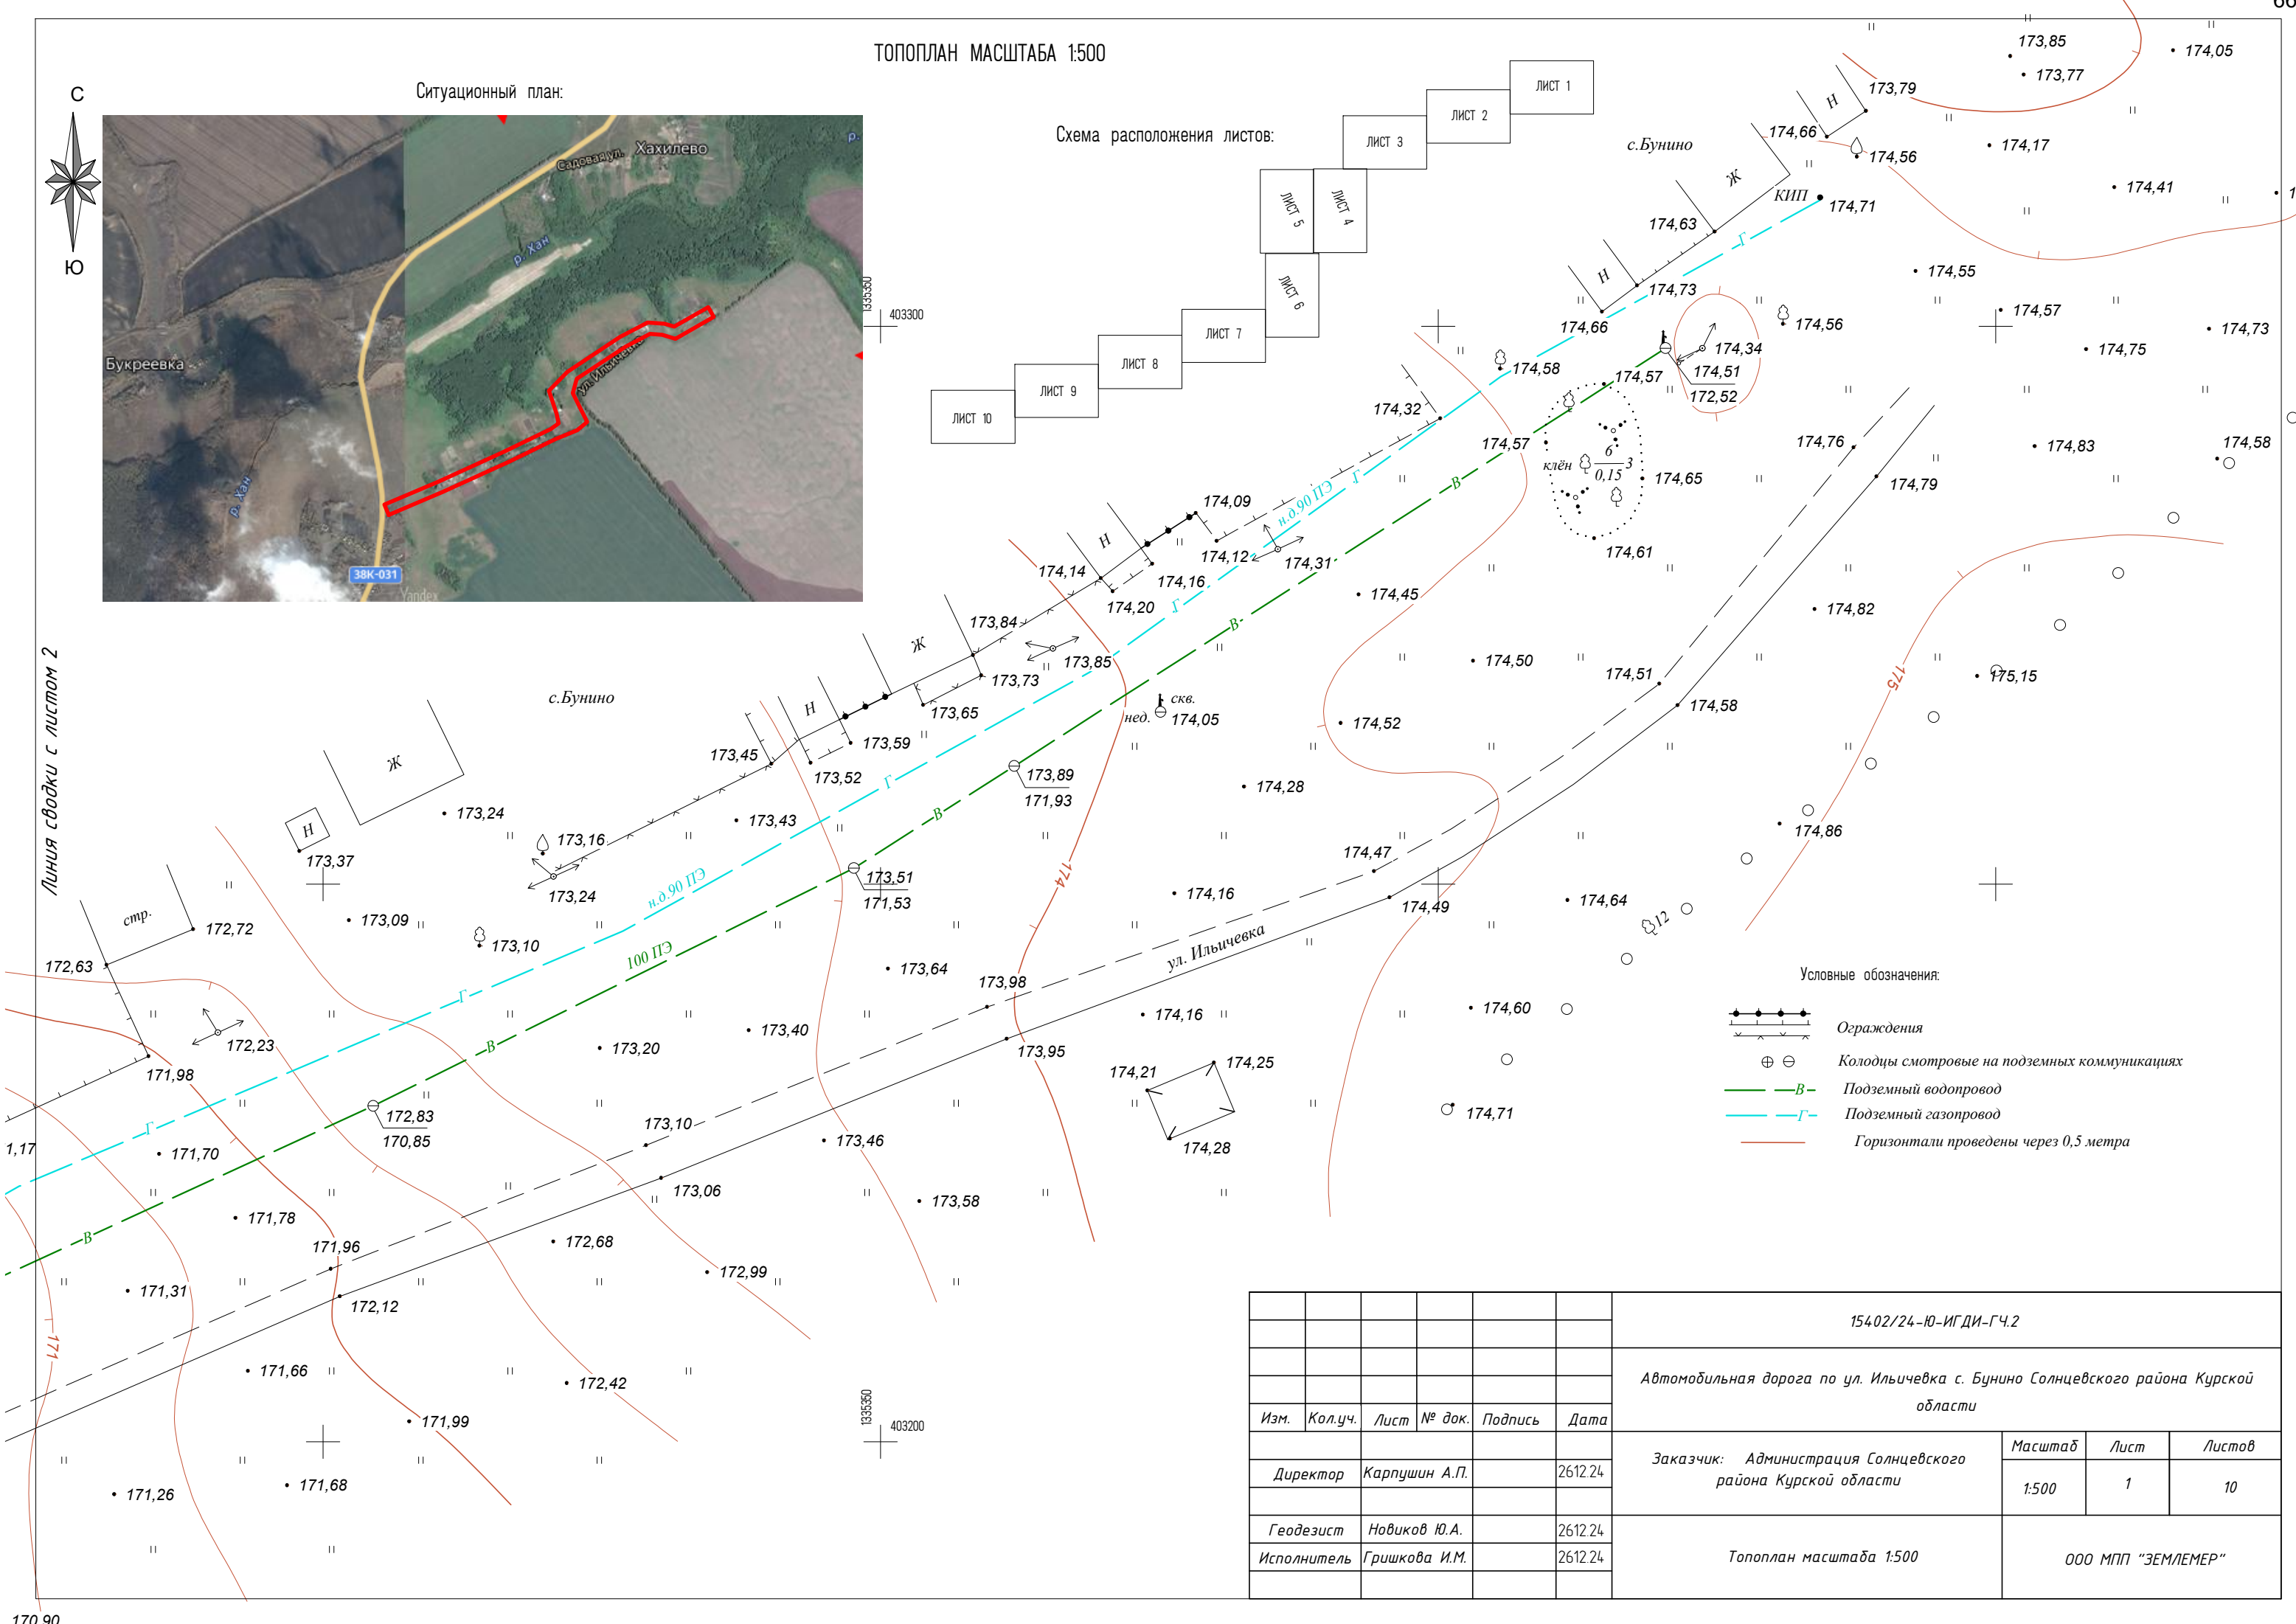 66
ТОПОПЛАН МАСШТАБА 1:500
Ситуационный план:
С
Ю
Садовая ул.
Хахилево
р. Хан
Букреевка
ул. Ильичевка
р. Хан
38К-031
Yandex
Схема расположения листов:
ЛИСТ 1
ЛИСТ 2
ЛИСТ 3
ЛИСТ 4
ЛИСТ 5
ЛИСТ 6
ЛИСТ 7
ЛИСТ 8
ЛИСТ 9
ЛИСТ 10
1335350
403300
с.Бунино
173,85
174,05
173,77
173,79
Н
174,66
174,56
174,17
174,41
Ж
КИП
174,71
174,63
Г
Н
174,73
174,55
174,66
174,57
174,56
174,73
174,34
174,75
174,58
174,57
174,51
172,52
174,32
174,57
174,76
174,83
174,58
клён
6
0,15
3
174,65
174,79
В
Г
н.д.90 ПЭ
174,09
Н
174,12
174,31
174,61
174,14
174,16
174,20
Г
174,45
174,82
В
173,84
Ж
173,85
174,50
174,51
175,15
175
173,73
173,65
скв.
нед.
174,05
174,52
174,58
Линия сводки с листом 2
с.Бунино
Н
173,59
173,45
173,52
Ж
Г
173,89
171,93
174,28
173,24
173,43
В
174,86
Н
173,37
173,16
173,24
н.д.90 ПЭ
173,51
171,53
174
174,47
174,16
174,49
174,64
12
стр.
172,72
173,09
173,10
100 ПЭ
172,63
173,64
173,98
ул. Ильичевка
Г
174,16
174,60
172,23
173,20
173,40
173,95
В
171,98
174,21
174,25
174,71
172,83
170,85
Г
1,17
171,70
173,10
173,46
174,28
173,06
173,58
171,78
В
171,96
172,68
172,99
171,31
172,12
171
171,66
172,42
171,99
1335350
403200
171,26
171,68
170,90
Условные обозначения:
Ограждения
Колодцы смотровые на подземных коммуникациях
В
Подземный водопровод
Г
Подземный газопровод
Горизонтали проведены через 0,5 метра
15402/24-Ю-ИГДИ-ГЧ.2
Автомобильная дорога по ул. Ильичевка с. Бунино Солнцевского района Курской
области
Изм. Кол.уч. Лист № док. Подпись Дата
Заказчик: Администрация Солнцевского
района Курской области
Масштаб Лист Листов
1:500 1 10
Директор Карпушин А.П. 2612.24
Геодезист Новиков Ю.А. 2612.24
Исполнитель Гришкова И.М. 2612.24
Топоплан масштаба 1:500
ООО МПП "ЗЕМЛЕМЕР"